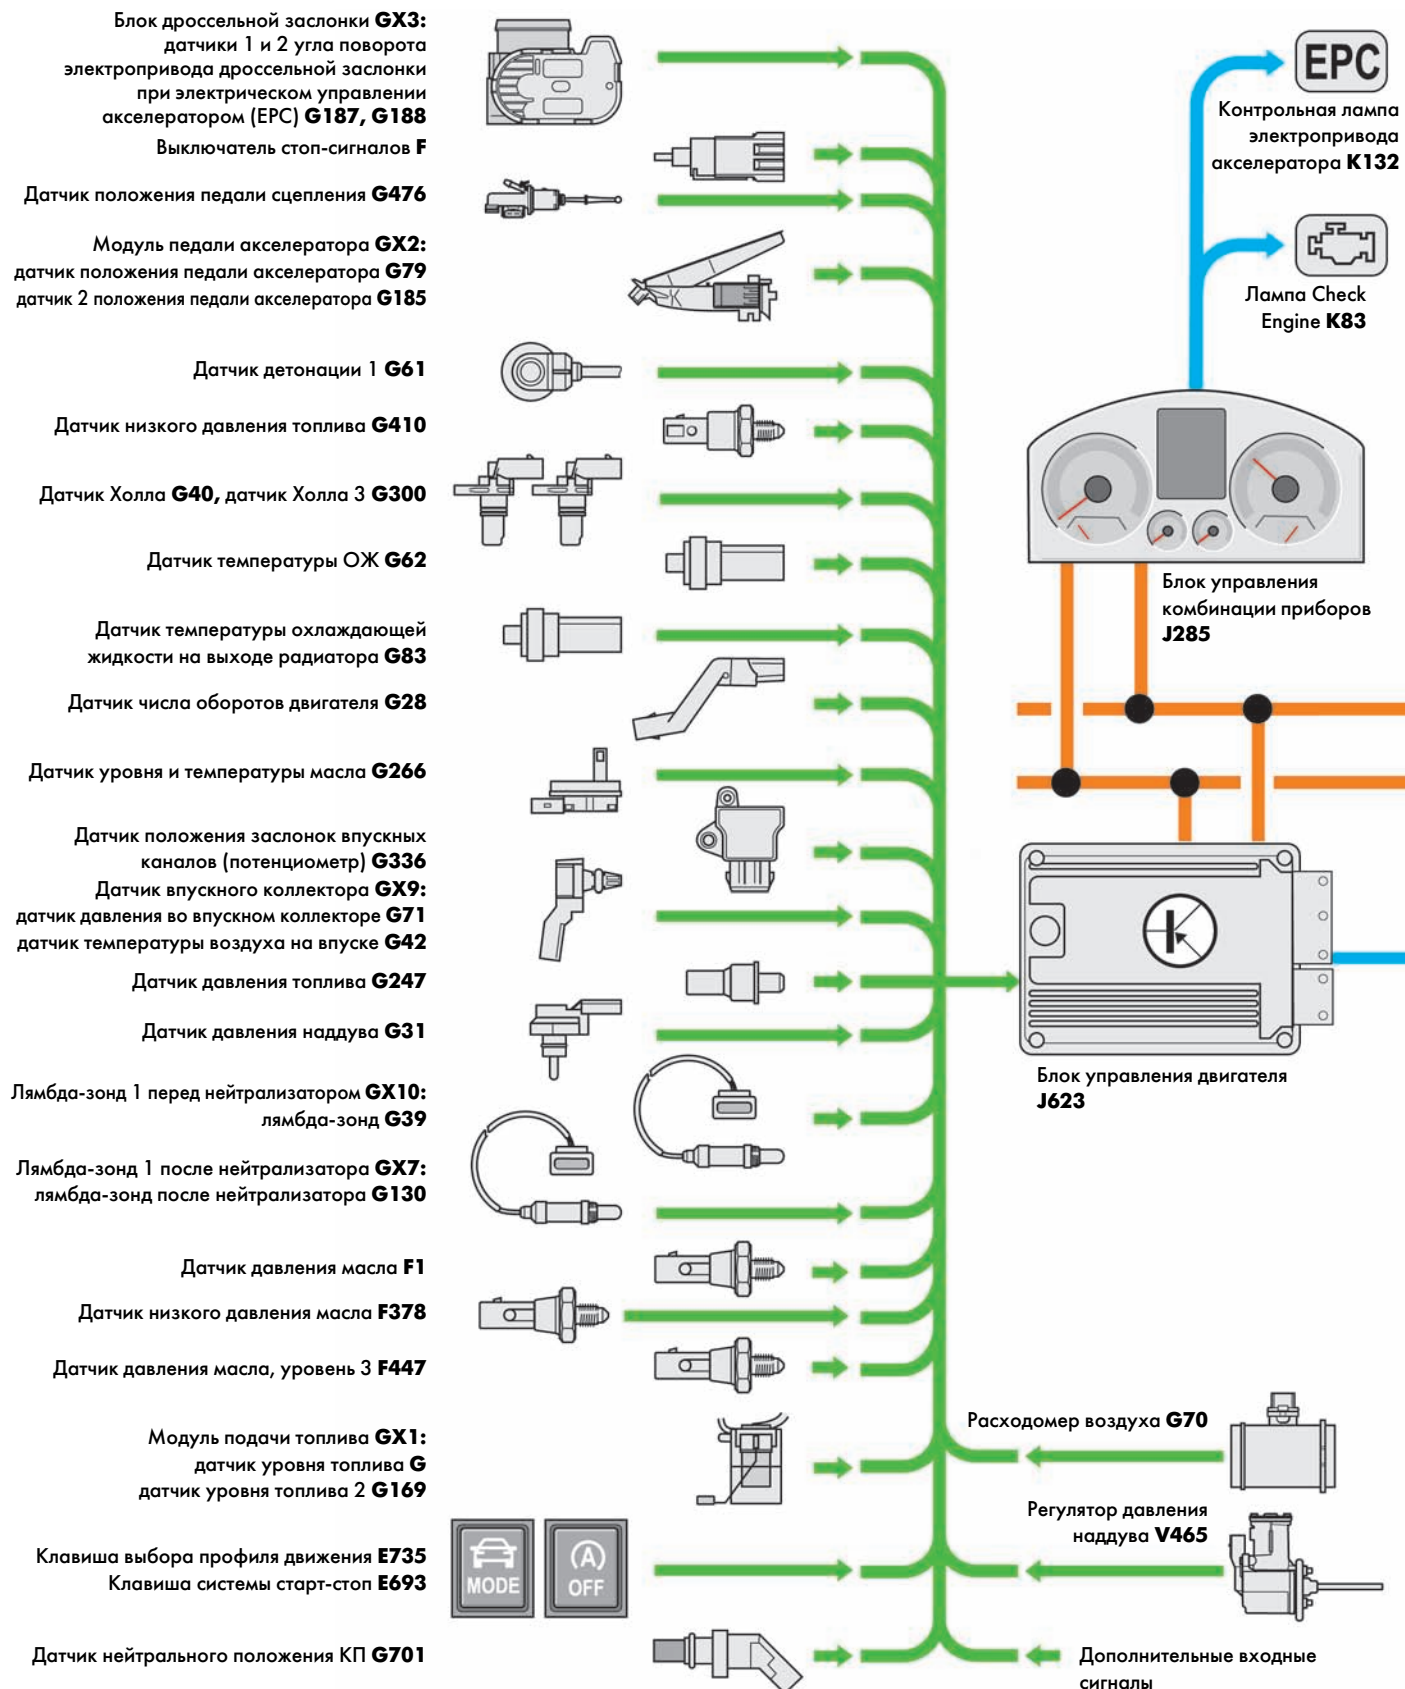 Блок дроссельной заслонки GX3:
датчики 1 и 2 угла поворота
электропривода дроссельной заслонки
при электрическом управлении
акселератором (EPC) G187, G188
Выключатель стоп-сигналов F
Датчик положения педали сцепления G476
Модуль педали акселератора GX2:
датчик положения педали акселератора G79
датчик 2 положения педали акселератора G185
Датчик детонации 1 G61
Датчик низкого давления топлива G410
Датчик Холла G40, датчик Холла 3 G300
Датчик температуры ОЖ G62
Датчик температуры охлаждающей
жидкости на выходе радиатора G83
Датчик числа оборотов двигателя G28
Датчик уровня и температуры масла G266
Датчик положения заслонок впускных
каналов (потенциометр) G336
Датчик впускного коллектора GX9:
датчик давления во впускном коллекторе G71
датчик температуры воздуха на впуске G42
Датчик давления топлива G247
Датчик давления наддува G31
Лямбда-зонд 1 перед нейтрализатором GX10:
лямбда-зонд G39
Лямбда-зонд 1 после нейтрализатора GX7:
лямбда-зонд после нейтрализатора G130
Датчик давления масла F1
Датчик низкого давления масла F378
Датчик давления масла, уровень 3 F447
Модуль подачи топлива GX1:
датчик уровня топлива G
датчик уровня топлива 2 G169
Клавиша выбора профиля движения E735
Клавиша системы старт-стоп E693
MODE
A
OFF
Датчик нейтрального положения КП G701
EPC
Контрольная лампа
электропривода
акселератора K132
Лампа Check
Engine K83
Блок управления
комбинации приборов
J285
Блок управления двигателя
J623
Расходомер воздуха G70
Регулятор давления
наддува V465
Дополнительные входные
сигналы